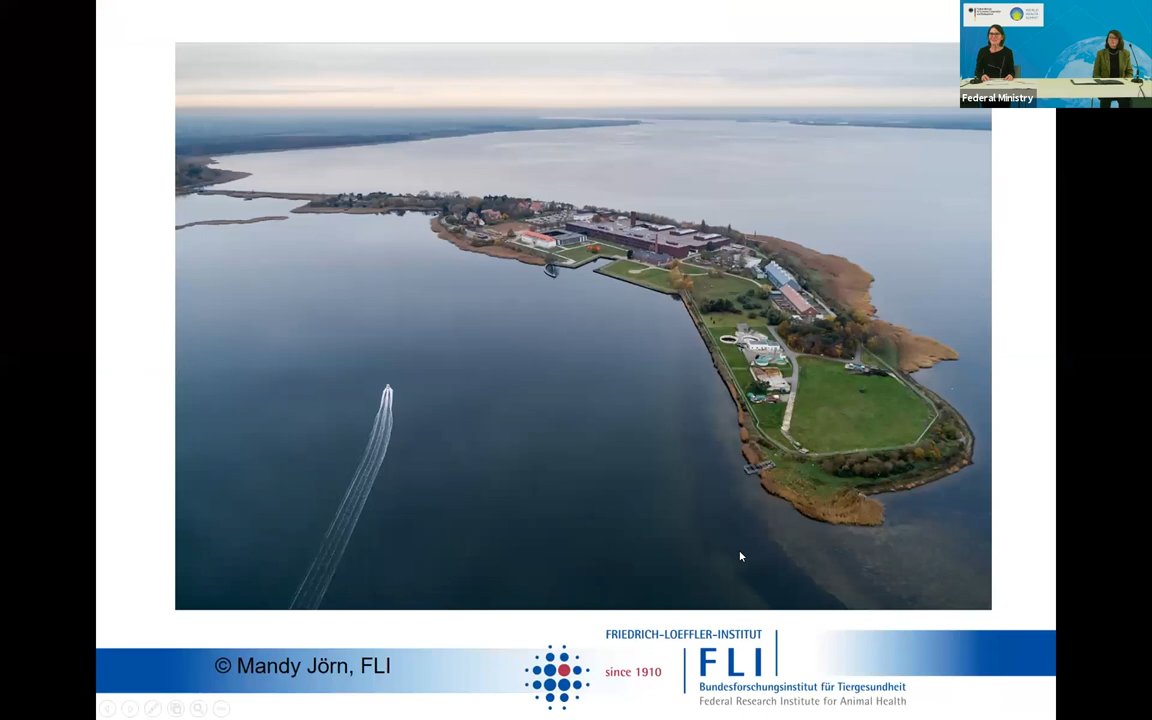 Federal Ministry
© Mandy Jörn, FLI
since 1910
FRIEDRICH-LOEFFLER-INSTITUT
FLI
Bundesforschungsinstitut für Tiergesundheit
Federal Research Institute for Animal Health